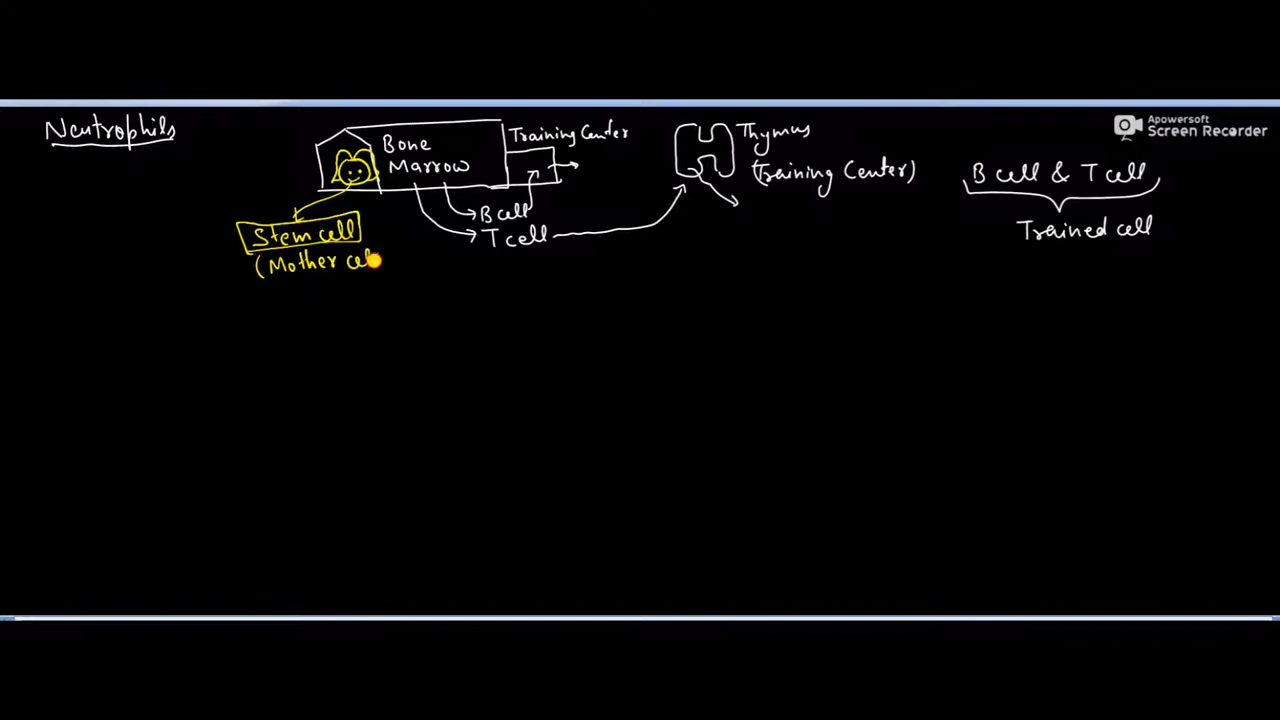 Neutrophils
Bone
Marrow
Training Center
B cell
T cell
Stem cell
(Mother cel
Thymus
(Training Center)
B cell & T cell
Trained cell
Apowersoft
Screen Recorder